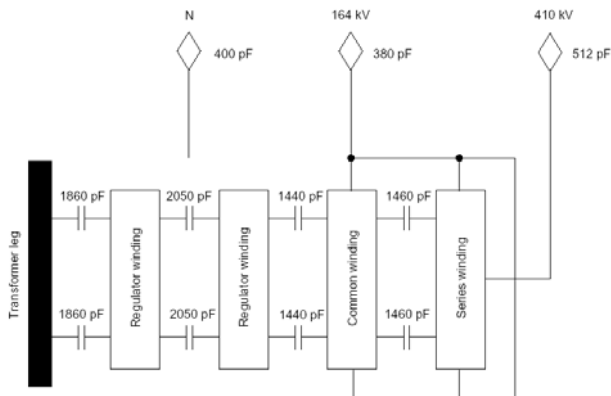 N 164 kV 410 kV
400 pF 380 pF 512 pF
1860 pF 2050 pF 1440 pF 1460 pF
Transformer leg
Regulator winding
Regulator winding
Common winding
Series winding
1860 pF 2050 pF 1440 pF 1460 pF